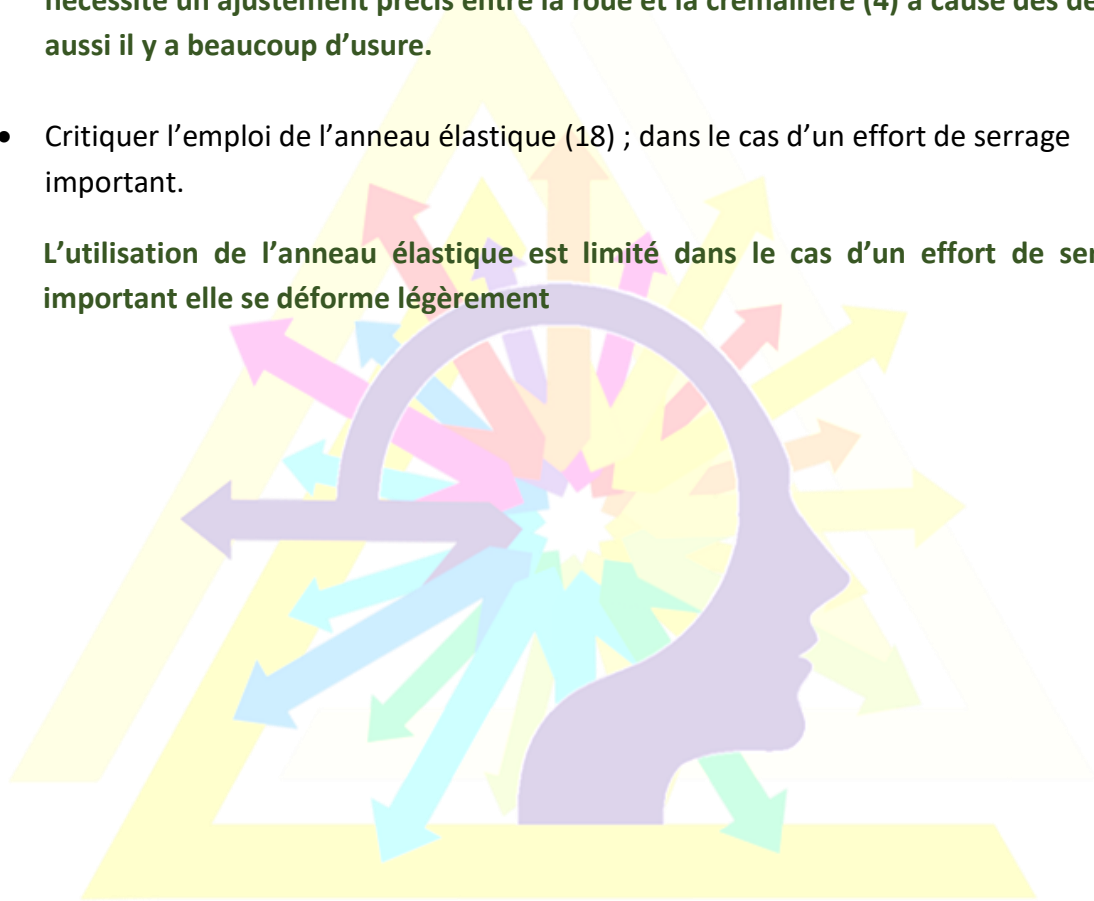 nécessite un ajustement précis entre la roue et la crémaillère (4) à cause des de
aussi il y a beaucoup d’usure.
• Critiquer l’emploi de l’anneau élastique (18) ; dans le cas d’un effort de serrage
important.
L’utilisation de l’anneau élastique est limité dans le cas d’un effort de ser
important elle se déforme légèrement